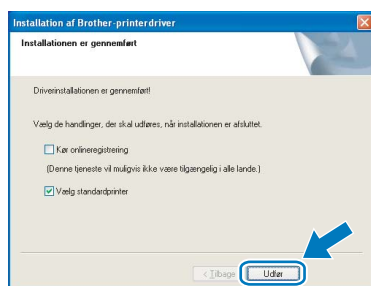 Installation af Brother-printerdriver
Installationen er gennemført
Driverinstallationen er gennemført!
Vælg de handlinger, der skal udføres, når installationen er afsluttet.
Kør onlineregistrering
(Denne tjeneste vil muligvis ikke være tilgængelig i alle lande.)
Vælg standardprinter
< Tilbage
Udfør